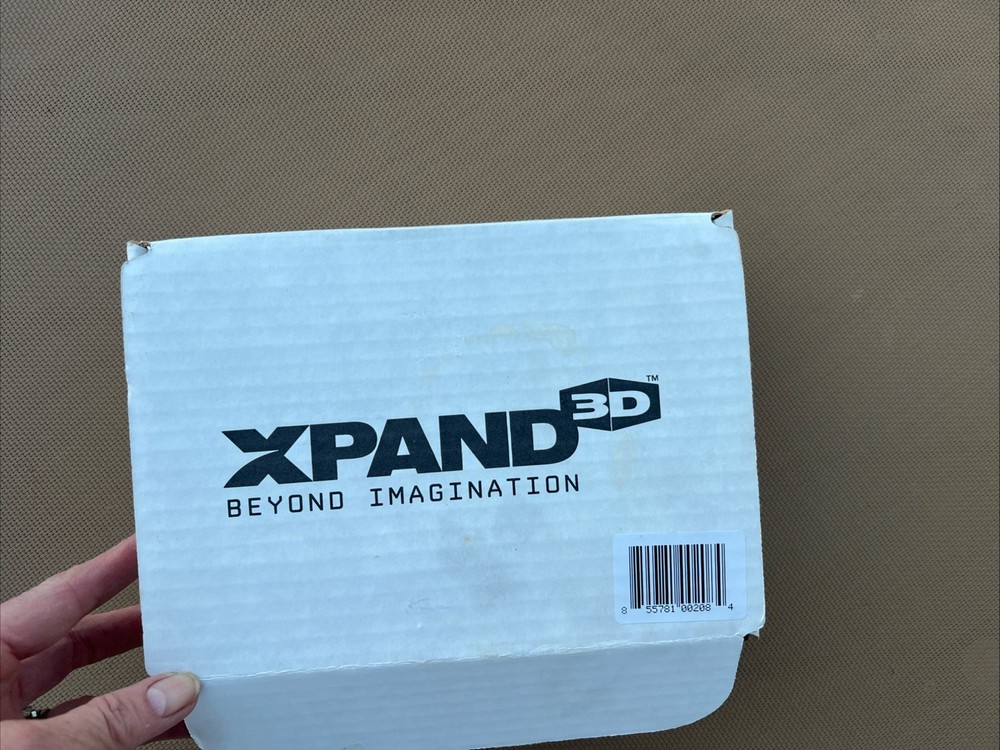 XPAND3D™
BEYOND IMAGINATION
8 55781 00208 4